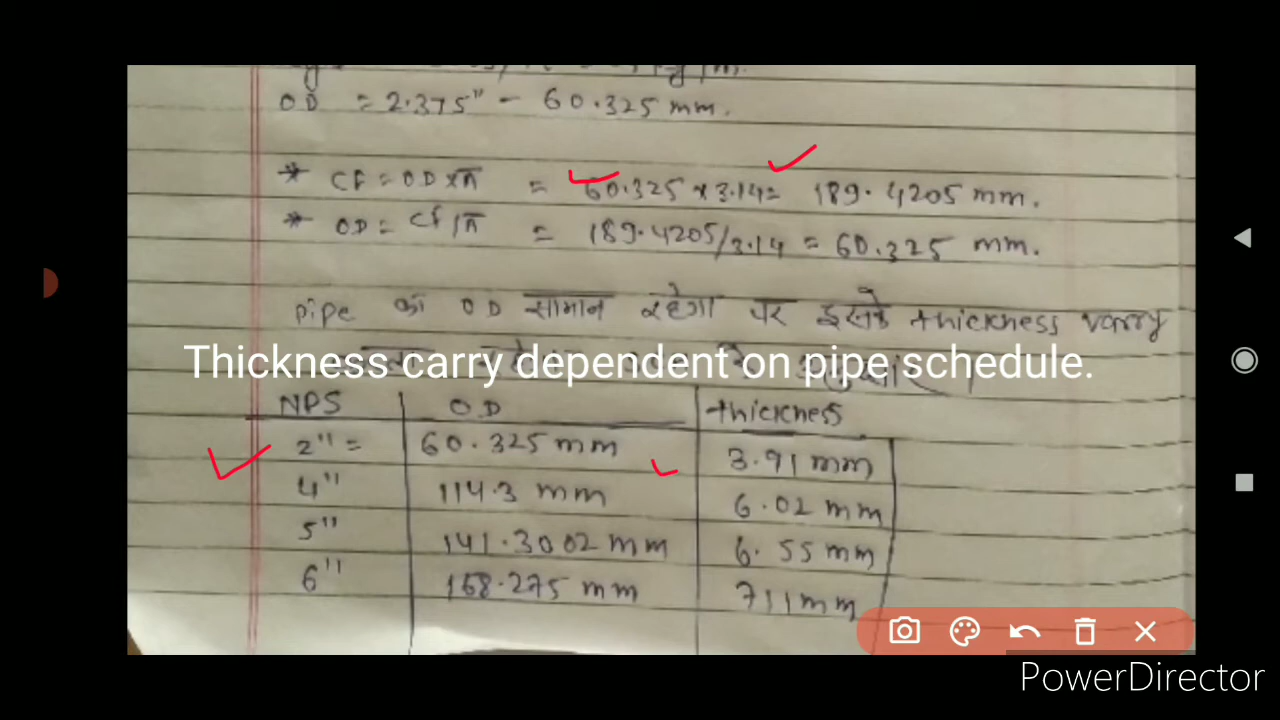 OD = 2.375" - 60.325 mm.
* CF = OD x π = 60.325 x 3.14 = 189.4205 mm.
* OD = CF/π = 189.4205/3.14 = 60.325 mm.
pipe का OD सामान रहेगा पर इसके thickness varry
Thickness carry dependent on pipe schedule.
NPS OD thickness
2" = 60.325 mm 3.91 mm
4" 114.3 mm 6.02 mm
5" 141.3002 mm 6.55 mm
6" 168.275 mm 711 mm
PowerDirector